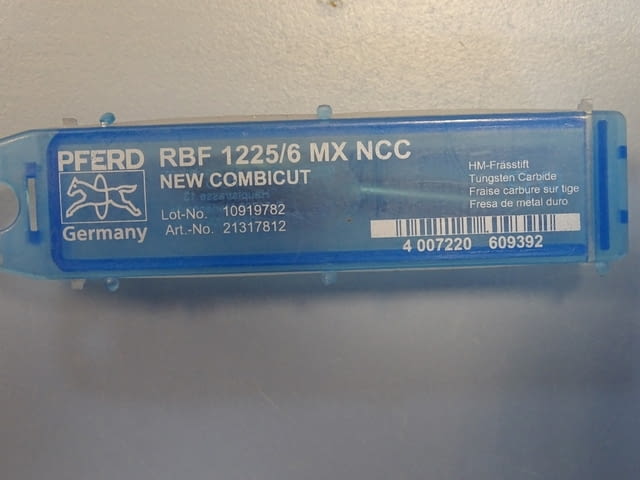 PFERD
Germany
RBF 1225/6 MX NCC
NEW COMBICUT
Lot-No. 10919782
Art.-No. 21317812
HM-Frässtift
Tungsten Carbide
Fraise carbure sur tige
Fresa de metal duro
4 007220 609392